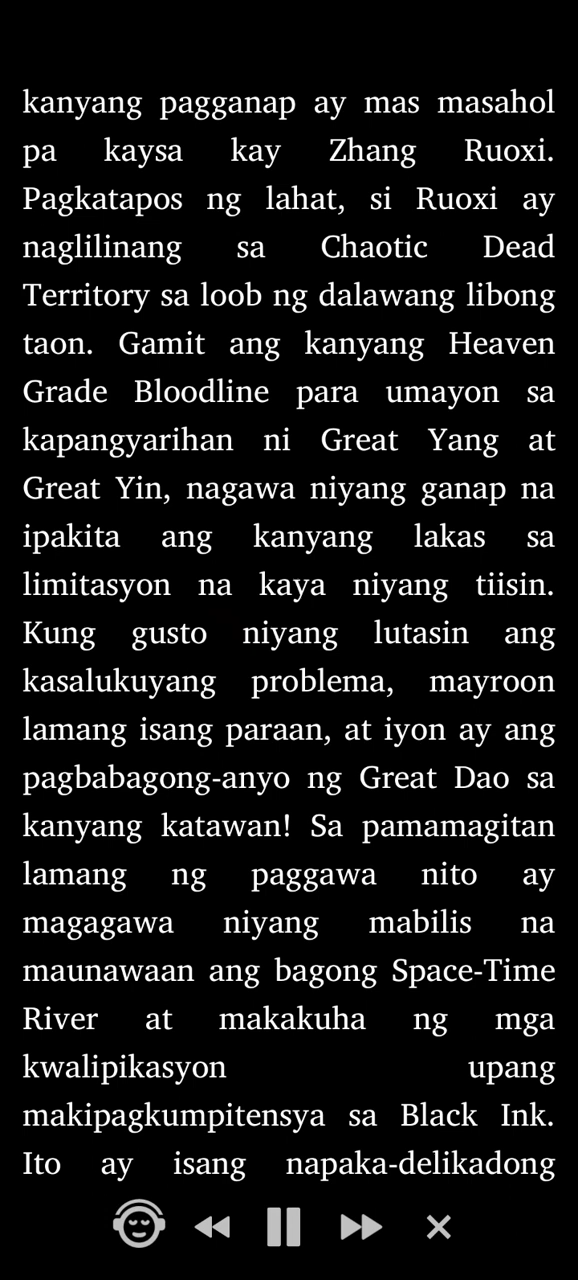 kanyang pagganap ay mas masahol
pa kaysa kay Zhang Ruoxi.
Pagkatapos ng lahat, si Ruoxi ay
naglilinang sa Chaotic Dead
Territory sa loob ng dalawang libong
taon. Gamit ang kanyang Heaven
Grade Bloodline para umayon sa
kapangyarihan ni Great Yang at
Great Yin, nagawa niyang ganap na
ipakita ang kanyang lakas sa
limitasyon na kaya niyang tiisin.
Kung gusto niyang lutasin ang
kasalukuyang problema, mayroon
lamang isang paraan, at iyon ay ang
pagbabagong-anyo ng Great Dao sa
kanyang katawan! Sa pamamagitan
lamang ng paggawa nito ay
magagawa niyang mabilis na
maunawaan ang bagong Space-Time
River at makakuha ng mga
kwalipikasyon upang
makipagkumpitensya sa Black Ink.
Ito ay isang napaka-delikadong